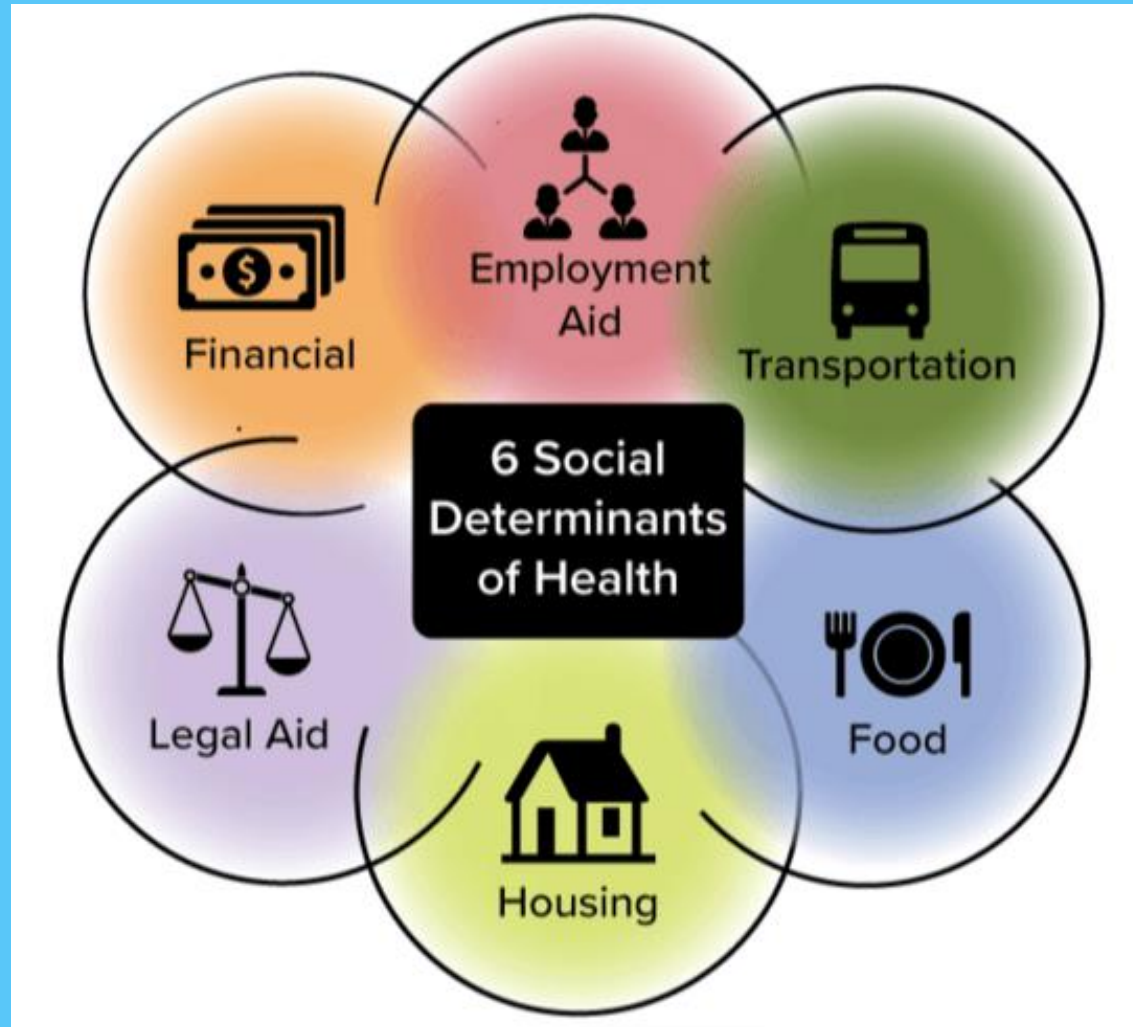 Employment
Aid
Financial
Transportation
6 Social
Determinants
of Health
Legal Aid
Food
Housing